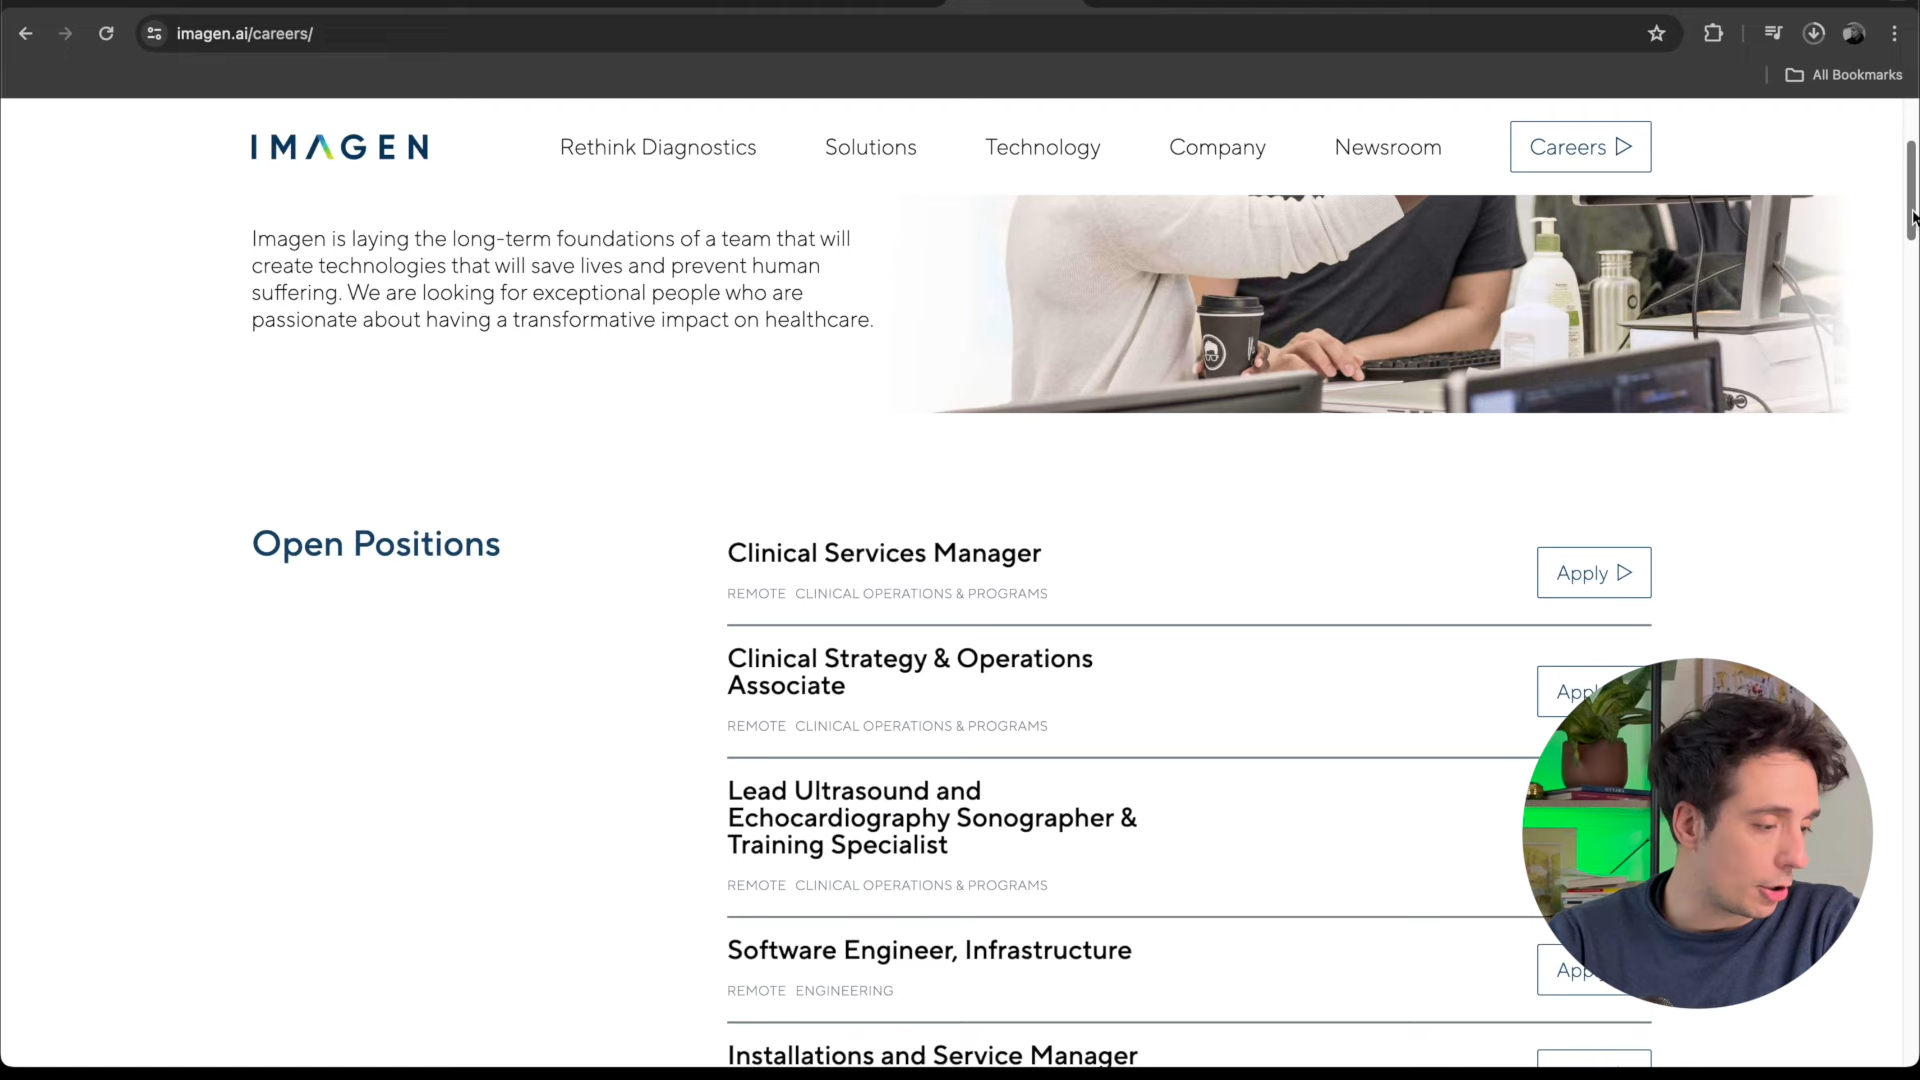 imagen.ai/careers/
All Bookmarks
IMAGEN
Rethink Diagnostics
Solutions
Technology
Company
Newsroom
Careers
Imagen is laying the long-term foundations of a team that will
create technologies that will save lives and prevent human
suffering. We are looking for exceptional people who are
passionate about having a transformative impact on healthcare.
Open Positions
Clinical Services Manager
REMOTE CLINICAL OPERATIONS & PROGRAMS
Apply
Clinical Strategy & Operations
Associate
REMOTE CLINICAL OPERATIONS & PROGRAMS
Lead Ultrasound and
Echocardiography Sonographer &
Training Specialist
REMOTE CLINICAL OPERATIONS & PROGRAMS
Software Engineer, Infrastructure
REMOTE ENGINEERING
Installations and Service Manager